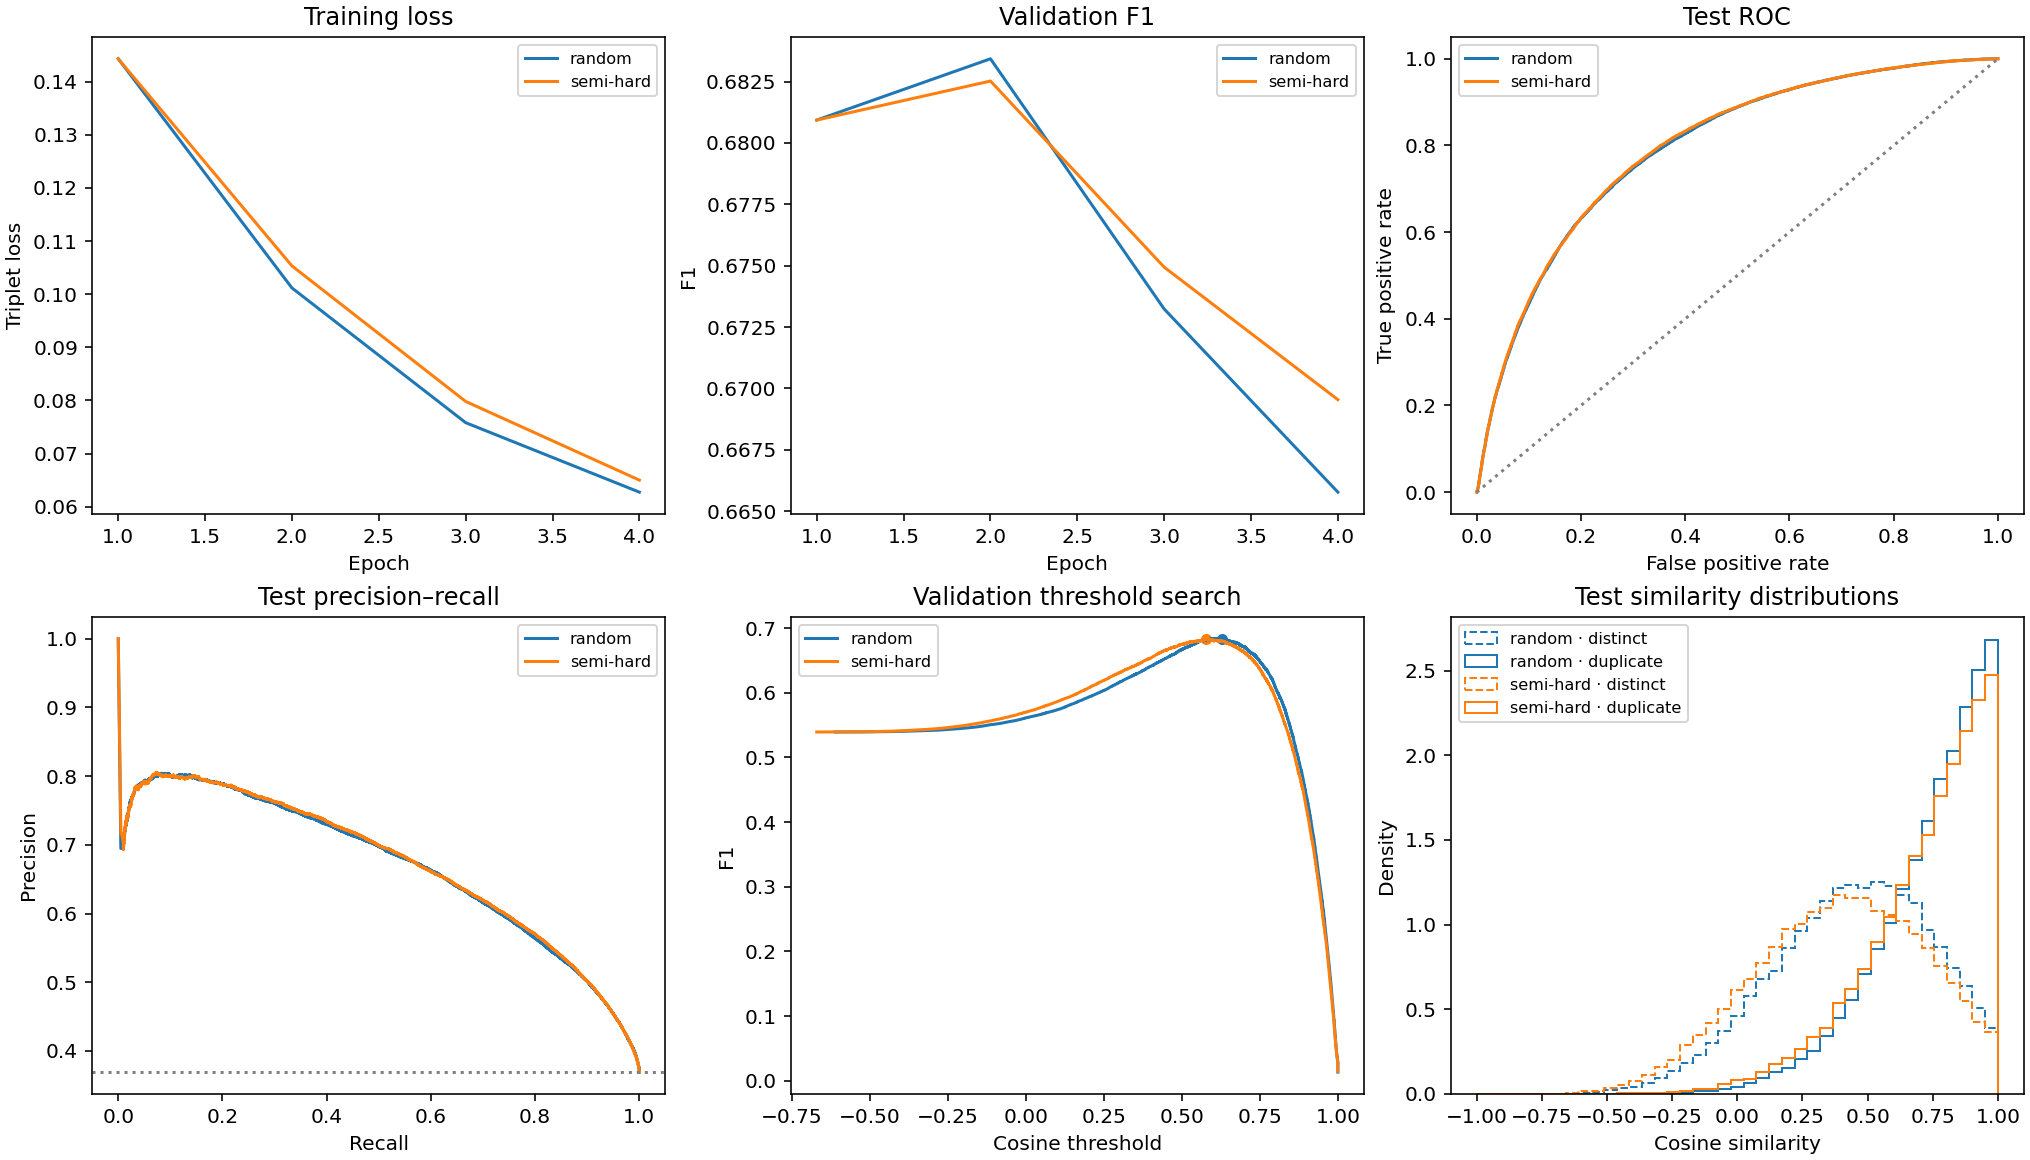 Training loss
random
semi-hard
0.14
0.13
0.12
0.11
0.10
0.09
0.08
0.07
0.06
Triplet loss
1.0 1.5 2.0 2.5 3.0 3.5 4.0
Epoch
Validation F1
random
semi-hard
0.6825
0.6800
0.6775
0.6750
0.6725
0.6700
0.6675
0.6650
F1
1.0 1.5 2.0 2.5 3.0 3.5 4.0
Epoch
Test ROC
random
semi-hard
1.0
0.8
0.6
0.4
0.2
0.0
True positive rate
0.0 0.2 0.4 0.6 0.8 1.0
False positive rate
Test precision–recall
random
semi-hard
1.0
0.9
0.8
0.7
0.6
0.5
0.4
Precision
0.0 0.2 0.4 0.6 0.8 1.0
Recall
Validation threshold search
random
semi-hard
0.7
0.6
0.5
0.4
0.3
0.2
0.1
0.0
F1
−0.75 −0.50 −0.25 0.00 0.25 0.50 0.75 1.00
Cosine threshold
Test similarity distributions
random · distinct
random · duplicate
semi-hard · distinct
semi-hard · duplicate
2.5
2.0
1.5
1.0
0.5
0.0
Density
−1.00 −0.75 −0.50 −0.25 0.00 0.25 0.50 0.75 1.00
Cosine similarity